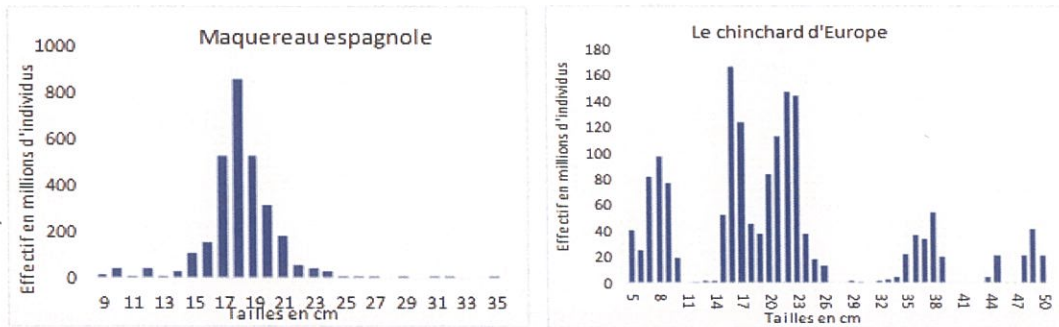 Maquereau espagnole
Effectif en millions d'individus
1000
800
600
400
200
0
9 11 12 13 15 17 19 21 23 25 27 29 31 33 35
Tailles en cm
Le chinchard d'Europe
Effectif en millions d'individus
180
160
140
120
100
80
60
40
20
0
5 8 11 14 17 20 23 26 29 32 35 38 41 44 47 50
Tailles en cm